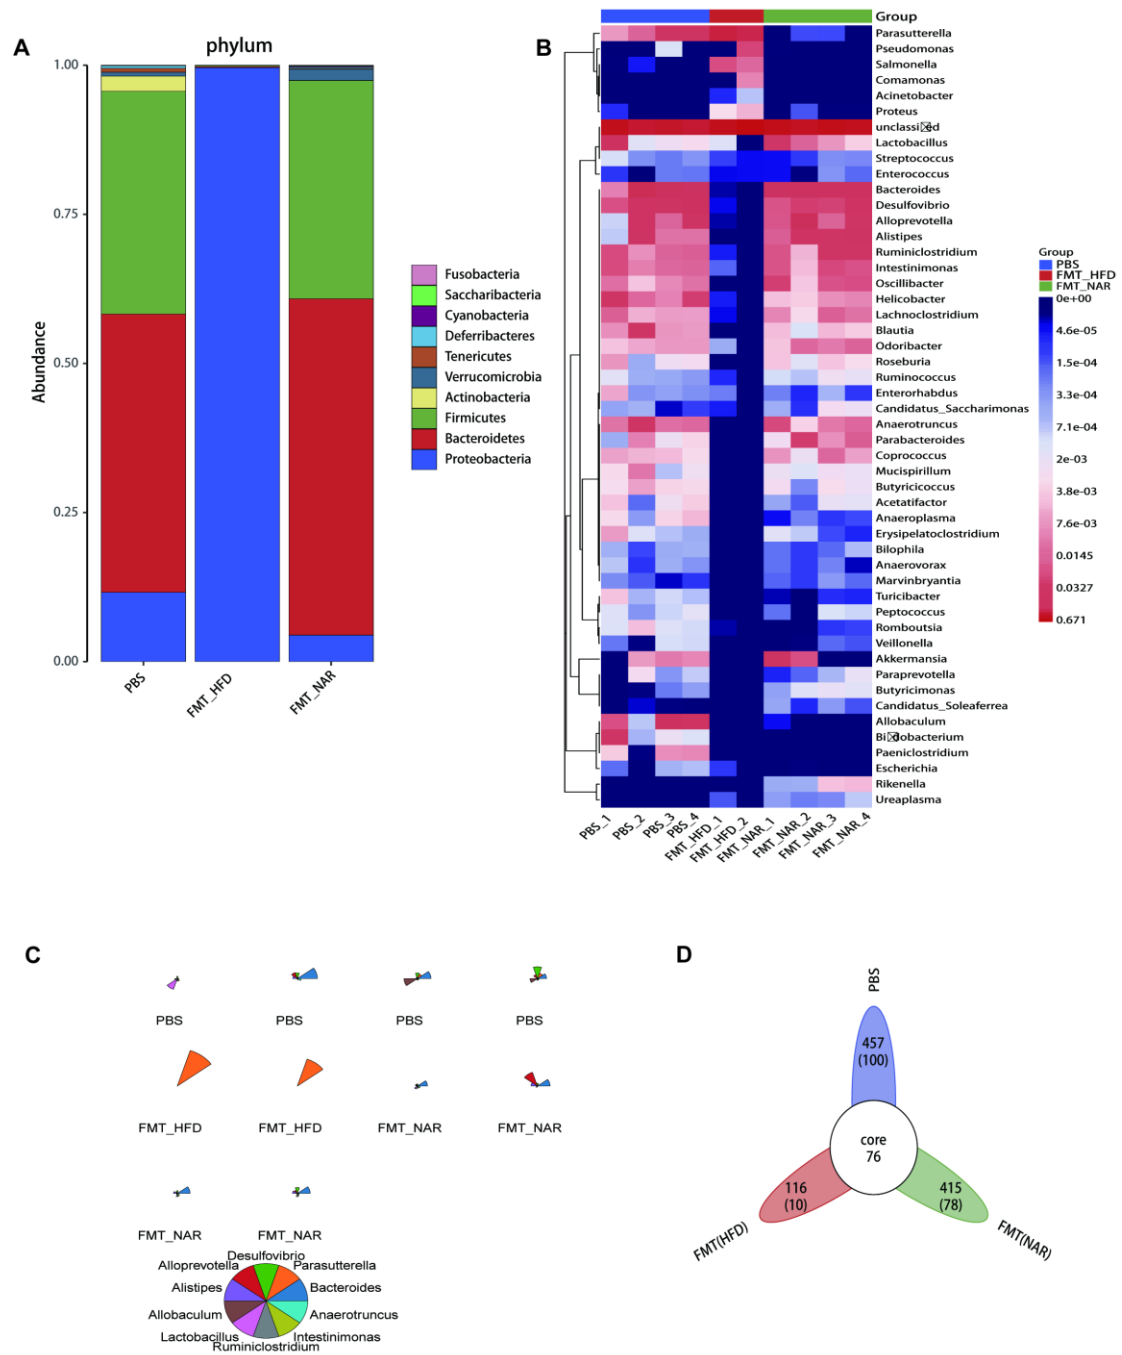 A
phylum
1.00
0.75
0.50
0.25
0.00
Abundance
PBS
FMT_HFD
FMT_NAR
Fusobacteria
Saccharibacteria
Cyanobacteria
Deferribacteres
Tenericutes
Verrucomicrobia
Actinobacteria
Firmicutes
Bacteroidetes
Proteobacteria
B
Group
Parasutterella
Pseudomonas
Salmonella
Comamonas
Acinetobacter
Proteus
unclassi☒ed
Lactobacillus
Streptococcus
Enterococcus
Bacteroides
Desulfovibrio
Alloprevotella
Alistipes
Ruminiclostridium
Intestinimonas
Oscillibacter
Helicobacter
Lachnoclostridium
Blautia
Odoribacter
Roseburia
Ruminococcus
Enterorhabdus
Candidatus_Saccharimonas
Anaerotruncus
Parabacteroides
Coprococcus
Mucispirillum
Butyricicoccus
Acetatifactor
Anaeroplasma
Erysipelatoclostridium
Bilophila
Anaerovorax
Marvinbryantia
Turicibacter
Peptococcus
Romboutsia
Veillonella
Akkermansia
Paraprevotella
Butyricimonas
Candidatus_Soleaferrea
Allobaculum
Bi☒dobacterium
Paeniclostridium
Escherichia
Rikenella
Ureaplasma
PBS_1
PBS_2
PBS_3
PBS_4
FMT_HFD_1
FMT_HFD_2
FMT_NAR_1
FMT_NAR_2
FMT_NAR_3
FMT_NAR_4
Group
PBS
FMT_HFD
FMT_NAR
0e+00
4.6e-05
1.5e-04
3.3e-04
7.1e-04
2e-03
3.8e-03
7.6e-03
0.0145
0.0327
0.671
C
PBS
PBS
PBS
PBS
FMT_HFD
FMT_HFD
FMT_NAR
FMT_NAR
FMT_NAR
FMT_NAR
Desulfovibrio
Alloprevotella
Parasutterella
Alistipes
Bacteroides
Allobaculum
Anaerotruncus
Lactobacillus
Intestinimonas
Ruminiclostridium
D
PBS
457
(100)
core
76
116
(10)
415
(78)
FMT(HFD)
FMT(NAR)